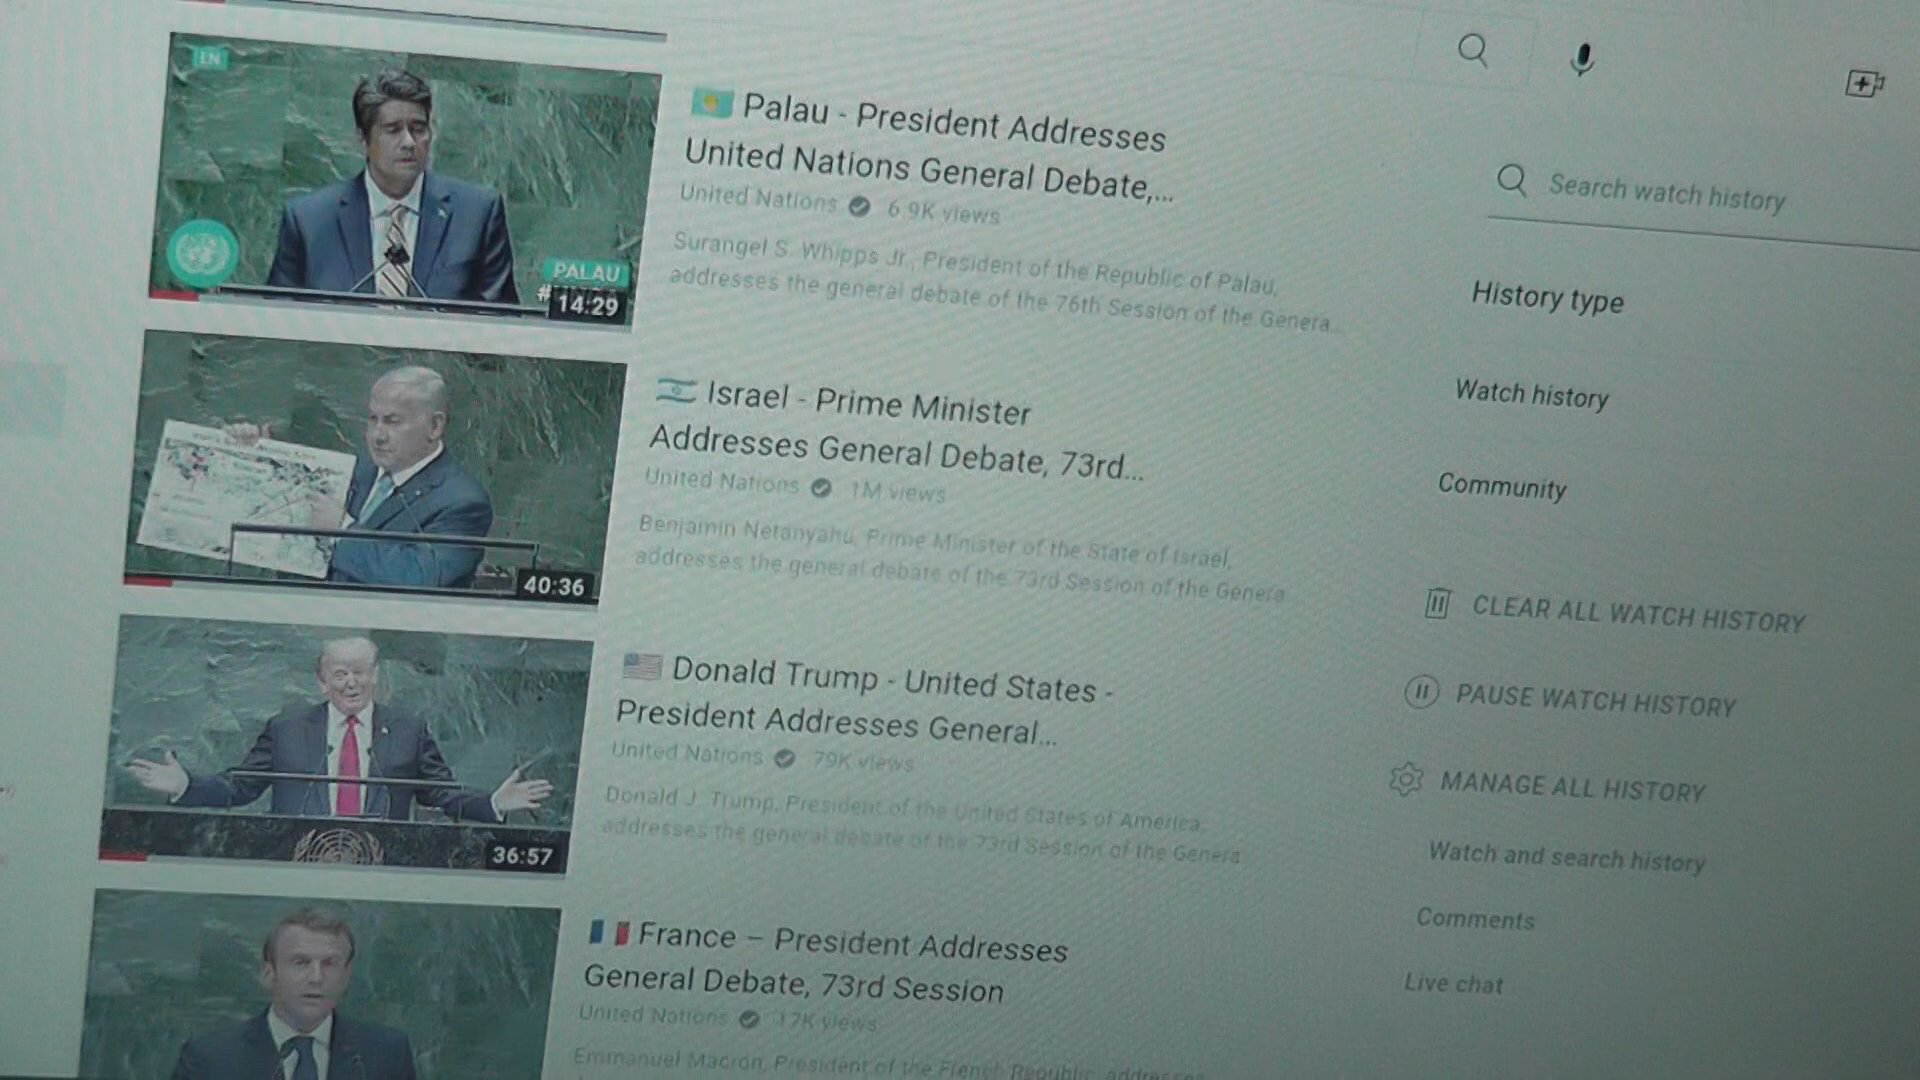 EN
PALAU
#
14:29
Palau - President Addresses
United Nations General Debate,...
United Nations 6.9K views
Surangel S. Whipps Jr., President of the Republic of Palau,
addresses the general debate of the 76th Session of the Genera...
40:36
Israel - Prime Minister
Addresses General Debate, 73rd...
United Nations 1M views
Benjamin Netanyahu, Prime Minister of the State of Israel,
addresses the general debate of the 73rd Session of the Genera
36:57
Donald Trump - United States -
President Addresses General...
United Nations 79K views
Donald J. Trump, President of the United States of America,
addresses the general debate of the 73rd Session of the Genera
France – President Addresses
General Debate, 73rd Session
United Nations 17K views
Emmanuel Macron, President of the French Republic, addresses
Search watch history
History type
Watch history
Community
CLEAR ALL WATCH HISTORY
PAUSE WATCH HISTORY
MANAGE ALL HISTORY
Watch and search history
Comments
Live chat